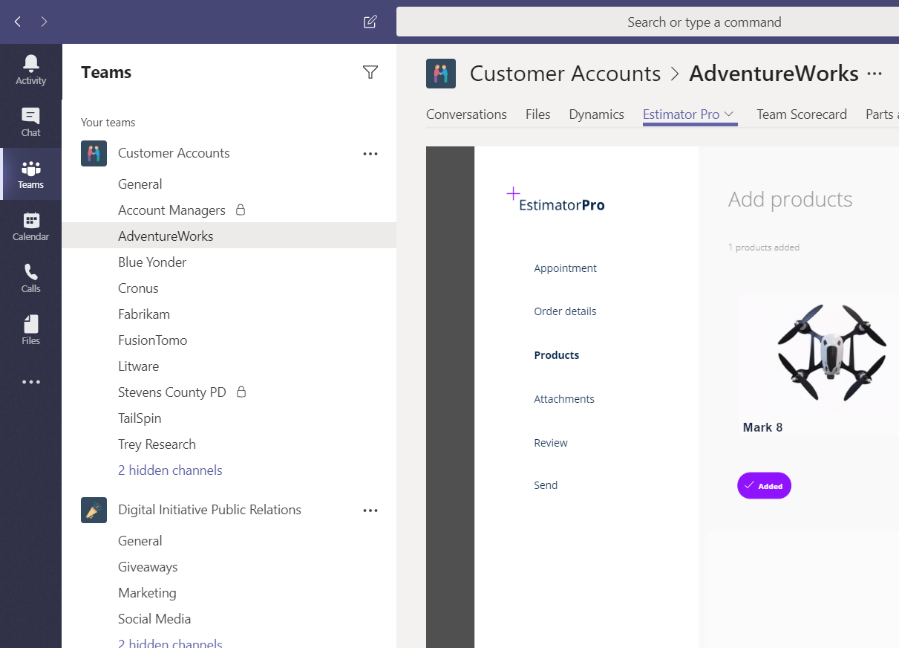 Search or type a command
Activity
Chat
Teams
Calendar
Calls
Files
Teams
Your teams
Customer Accounts
General
Account Managers
AdventureWorks
Blue Yonder
Cronus
Fabrikam
FusionTomo
Litware
Stevens County PD
TailSpin
Trey Research
2 hidden channels
Digital Initiative Public Relations
General
Giveaways
Marketing
Social Media
2 hidden channels
Customer Accounts > AdventureWorks ...
Conversations Files Dynamics Estimator Pro Team Scorecard Parts
EstimatorPro
Appointment
Order details
Products
Attachments
Review
Send
Add products
1 products added
Mark 8
Added